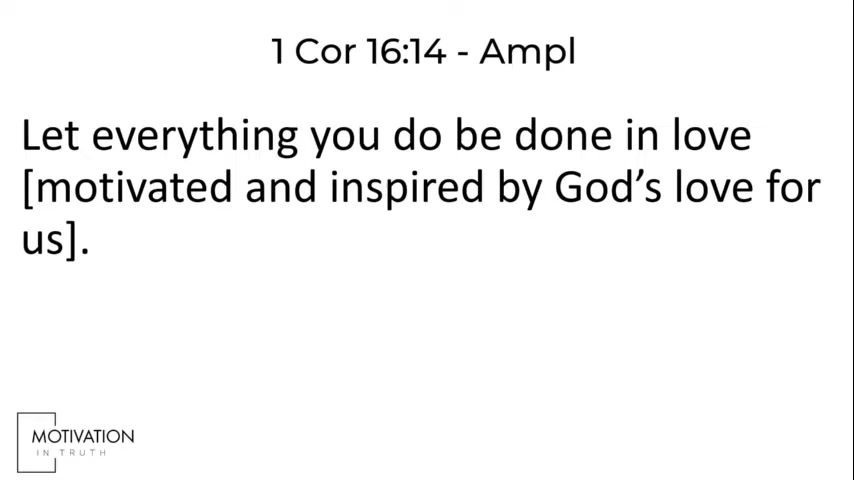 1 Cor 16:14 - Ampl
Let everything you do be done in love
[motivated and inspired by God’s love for
us].
MOTIVATION
IN TRUTH